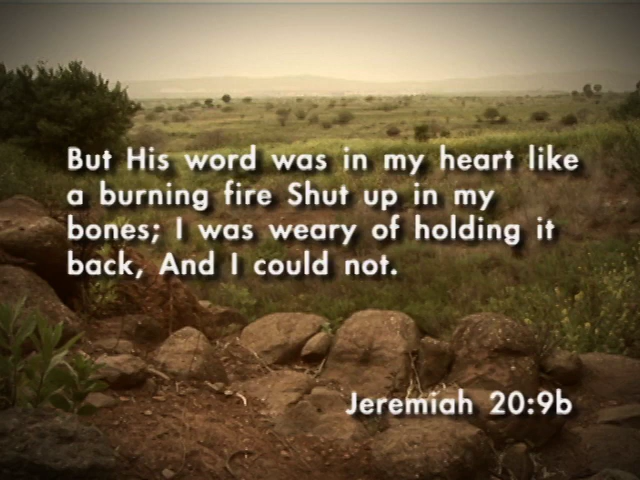 But His word was in my heart like
a burning fire Shut up in my
bones; I was weary of holding it
back, And I could not.
Jeremiah 20:9b